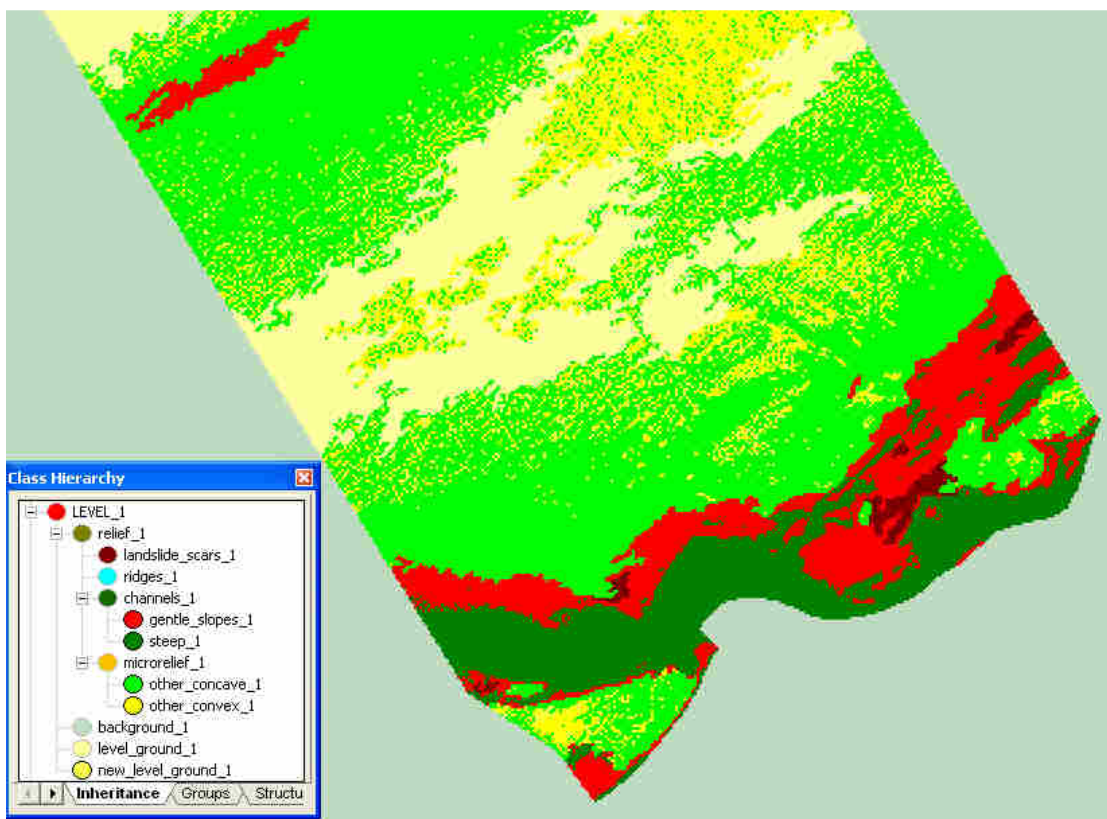 Class Hierarchy
LEVEL_1
relief_1
landslide_scars_1
ridges_1
channels_1
gentle_slopes_1
steep_1
microrelief_1
other_concave_1
other_convex_1
background_1
level_ground_1
new_level_ground_1
Inheritance Groups Structu